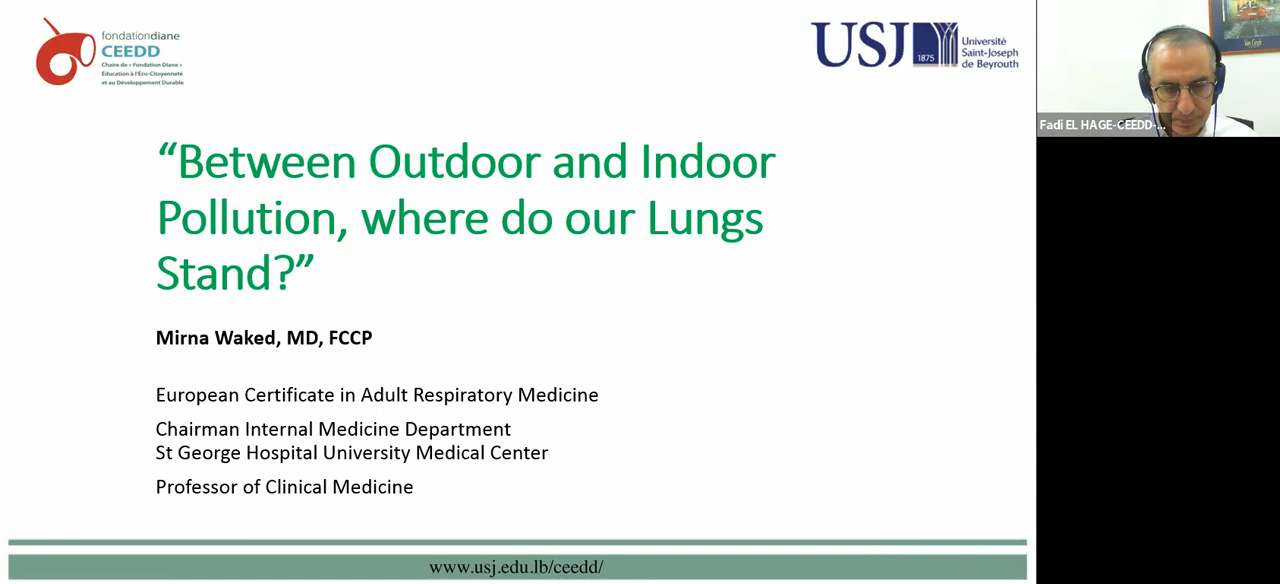 fondationdiane
CEEDD
Chaire de « Fondation Diane »
Éducation à l'Éco-Citoyenneté
et au Développement Durable
USJ
1875
Université
Saint-Joseph
de Beyrouth
Van Gogh
Fadi EL HAGE-CEEDD-...
“Between Outdoor and Indoor
Pollution, where do our Lungs
Stand?”
Mirna Waked, MD, FCCP
European Certificate in Adult Respiratory Medicine
Chairman Internal Medicine Department
St George Hospital University Medical Center
Professor of Clinical Medicine
www.usj.edu.lb/ceedd/